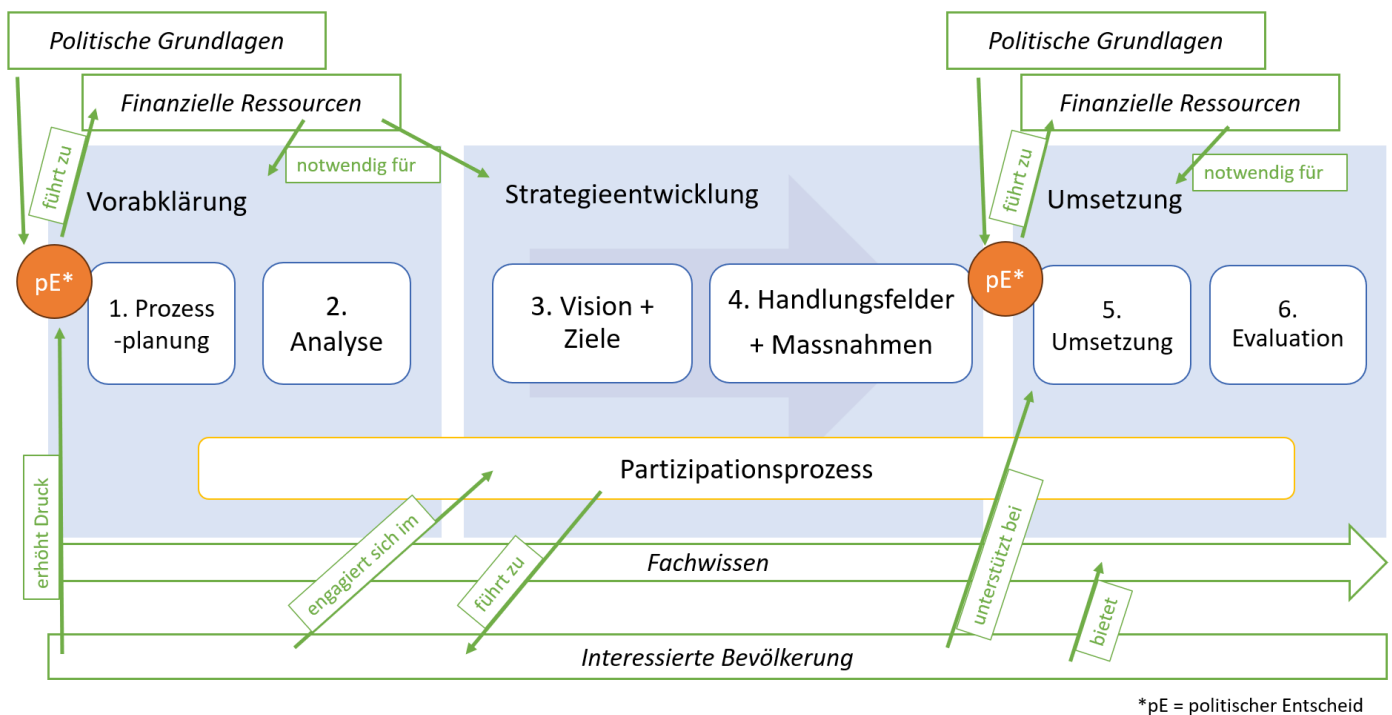 Politische Grundlagen
Politische Grundlagen
Finanzielle Ressourcen
Finanzielle Ressourcen
führt zu
notwendig für
führt zu
notwendig für
Vorabklärung
Strategieentwicklung
Umsetzung
pE*
pE*
1. Prozess
-planung
2.
Analyse
3. Vision +
Ziele
4. Handlungsfelder
+ Massnahmen
5.
Umsetzung
6.
Evaluation
Partizipationsprozess
erhöht Druck
engagiert sich im
führt zu
unterstützt bei
bietet
Fachwissen
Interessierte Bevölkerung
*pE = politischer Entscheid